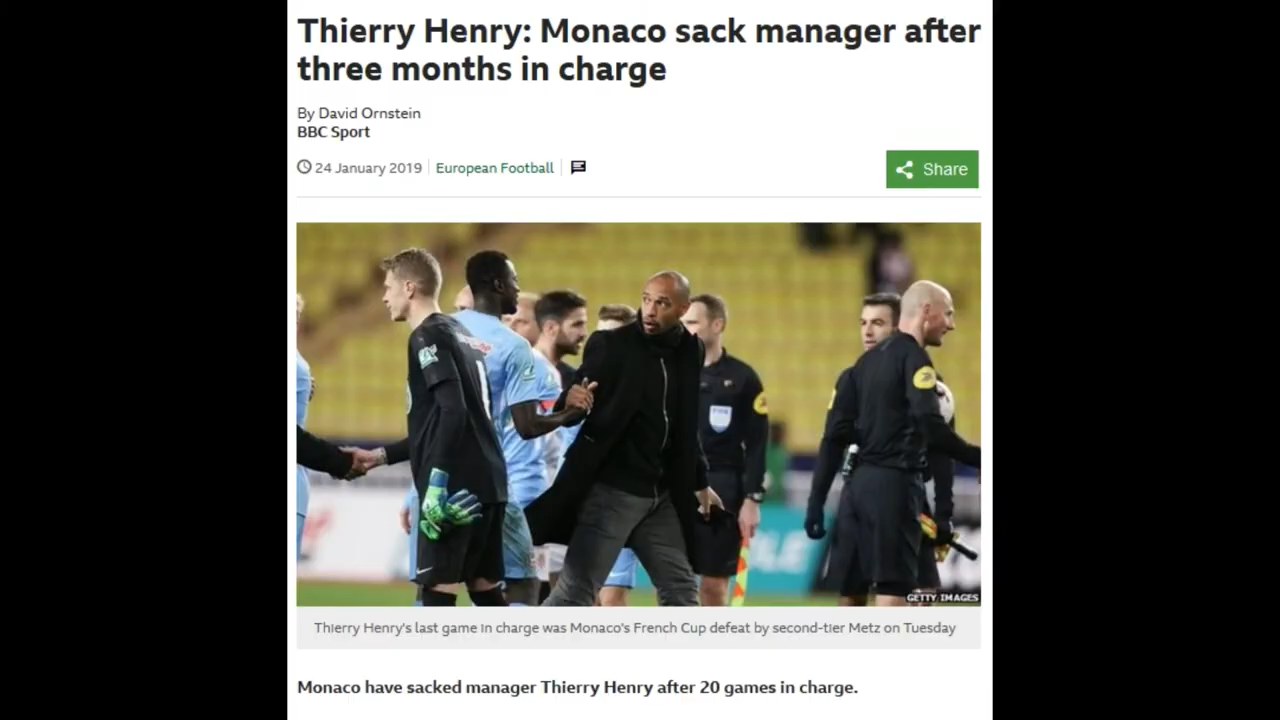 Thierry Henry: Monaco sack manager after
three months in charge
By David Ornstein
BBC Sport
24 January 2019
European Football
Share
1
GETTY IMAGES
Thierry Henry's last game in charge was Monaco's French Cup defeat by second-tier Metz on Tuesday
Monaco have sacked manager Thierry Henry after 20 games in charge.